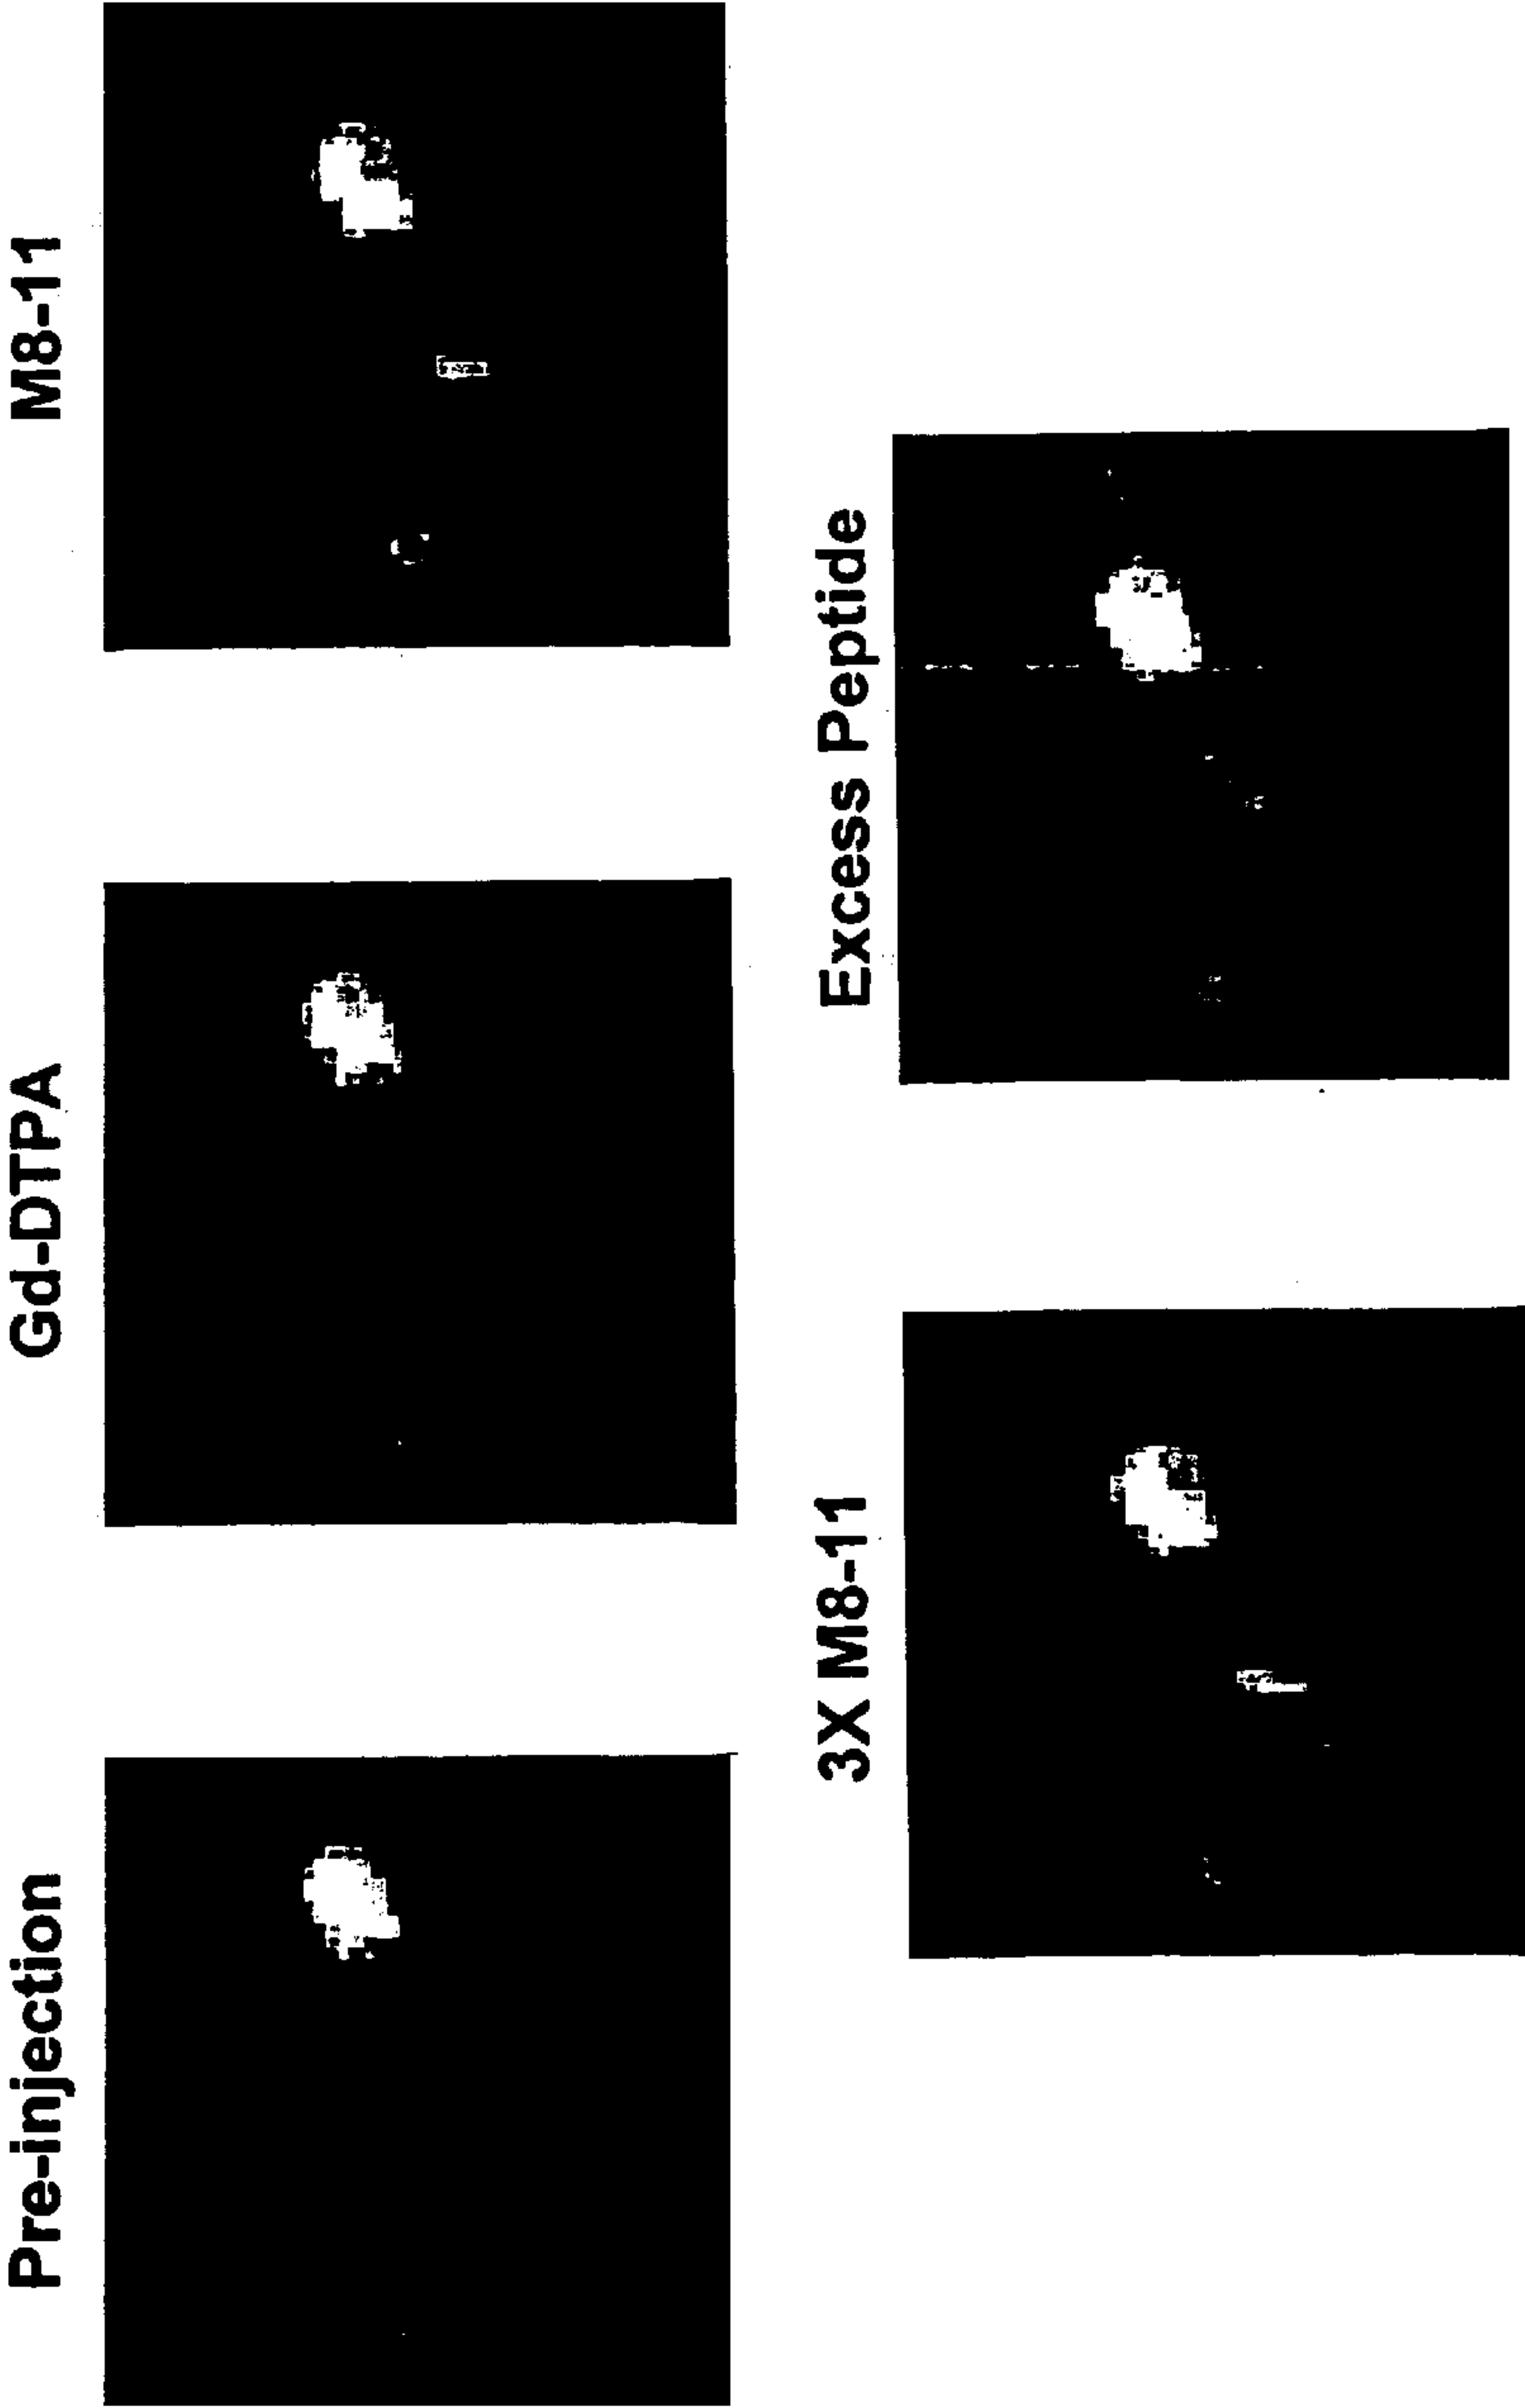 Pre-injection
Gd-DTPA
M8-11
3X M8-11
Excess Peptide